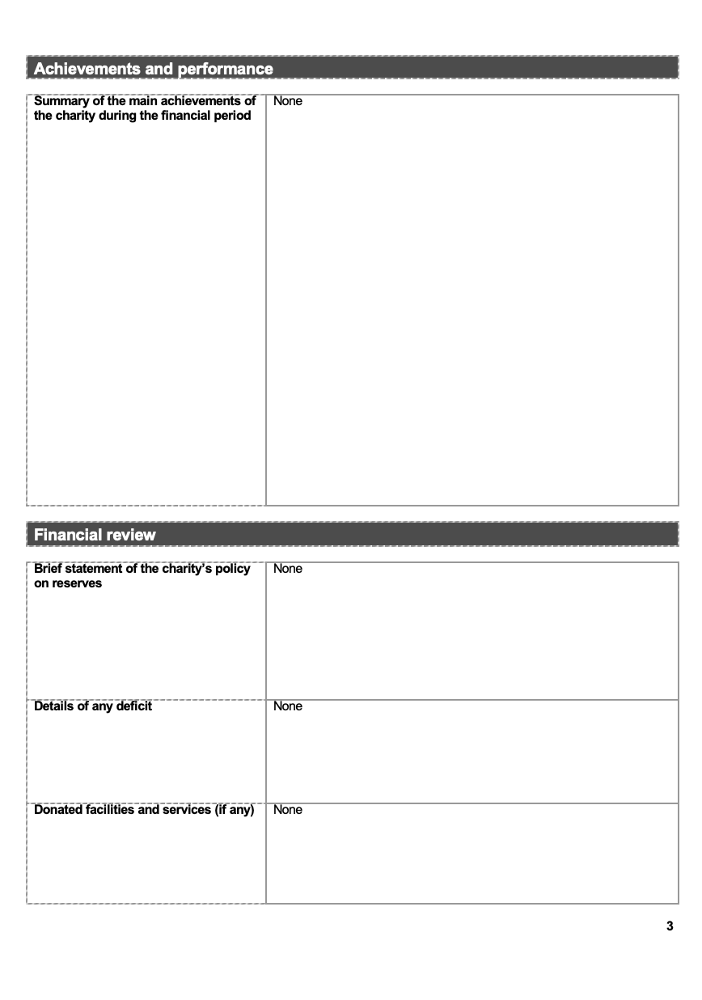 Achievements and performance
Summary of the main achievements of
the charity during the financial period
None
Financial review
Brief statement of the charity’s policy
on reserves
None
Details of any deficit
None
Donated facilities and services (if any)
None
3